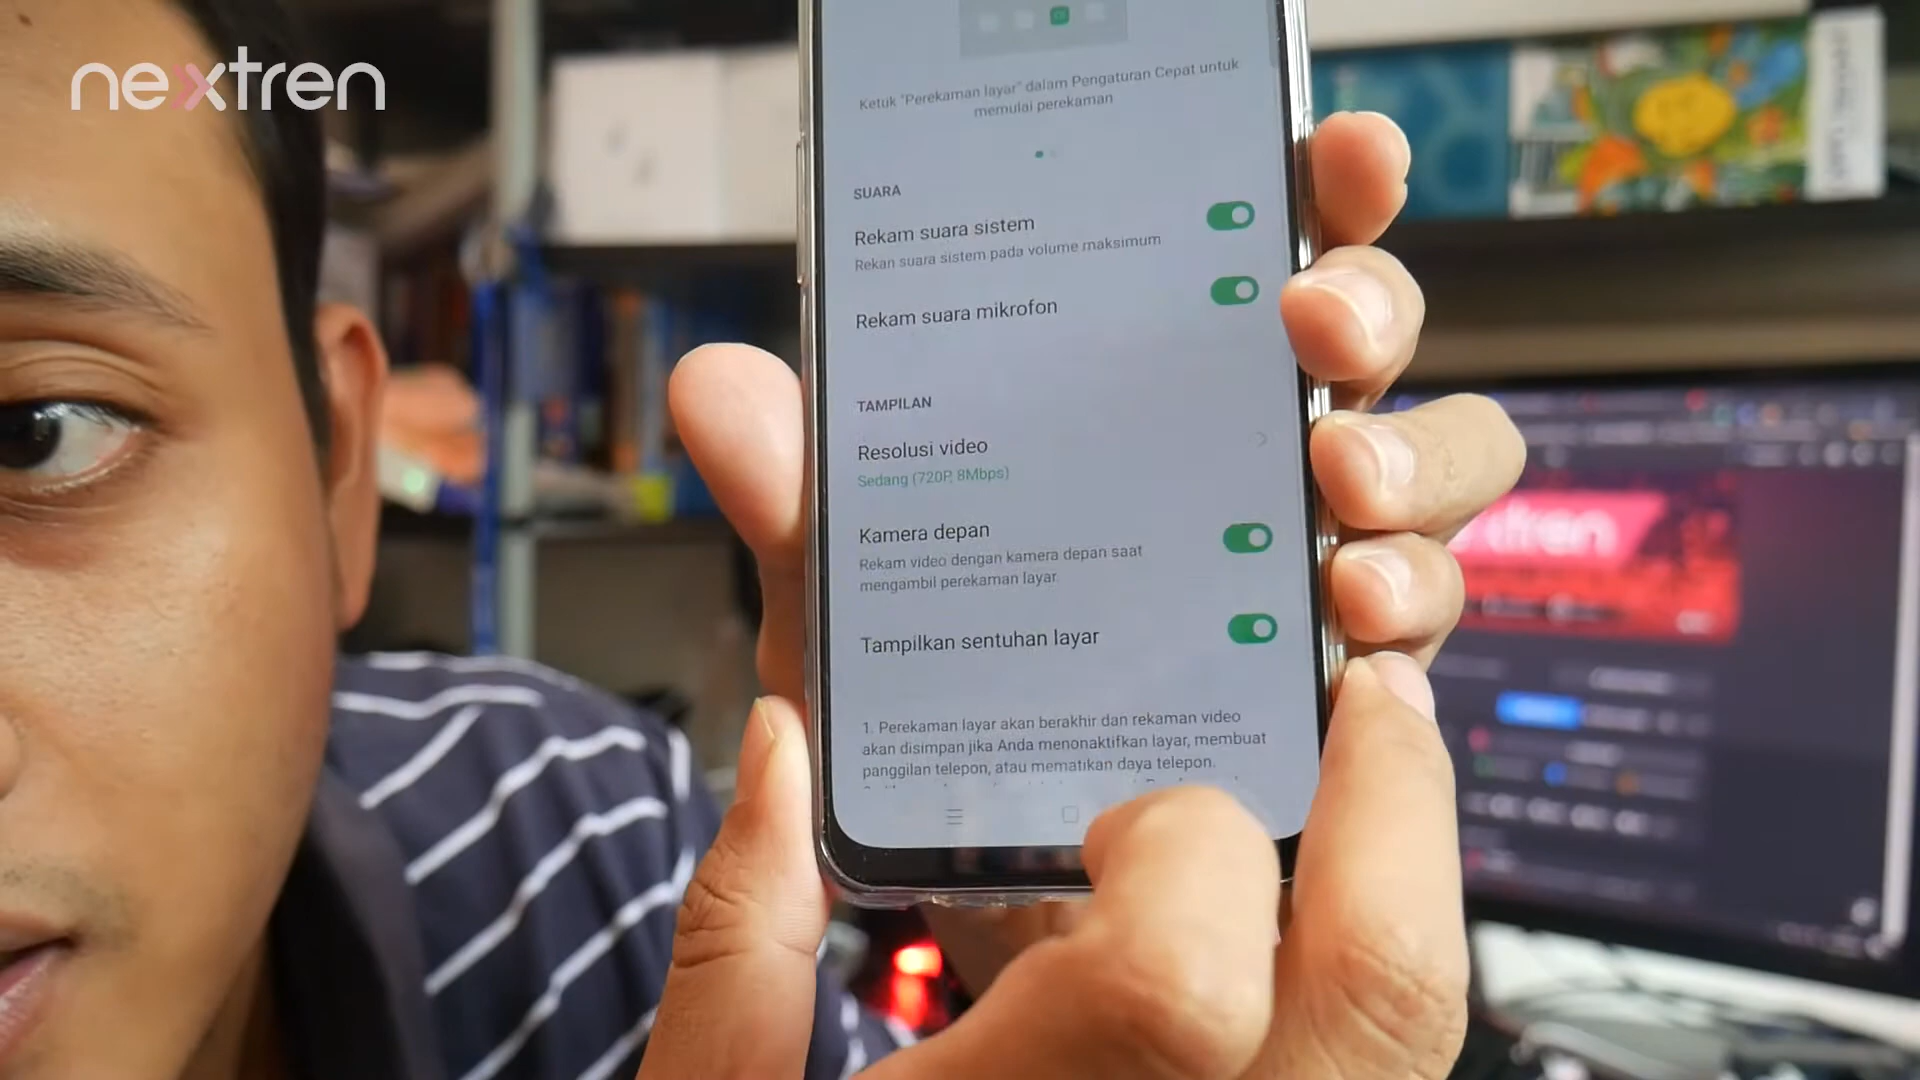 nextren
Ketuk "Perekaman layar" dalam Pengaturan Cepat untuk
memulai perekaman
SUARA
Rekam suara sistem
Rekan suara sistem pada volume maksimum
Rekam suara mikrofon
TAMPILAN
Resolusi video
Sedang (720P, 8Mbps)
Kamera depan
Rekam video dengan kamera depan saat
mengambil perekaman layar.
Tampilkan sentuhan layar
1. Perekaman layar akan berakhir dan rekaman video
akan disimpan jika Anda menonaktifkan layar, membuat
panggilan telepon, atau mematikan daya telepon.